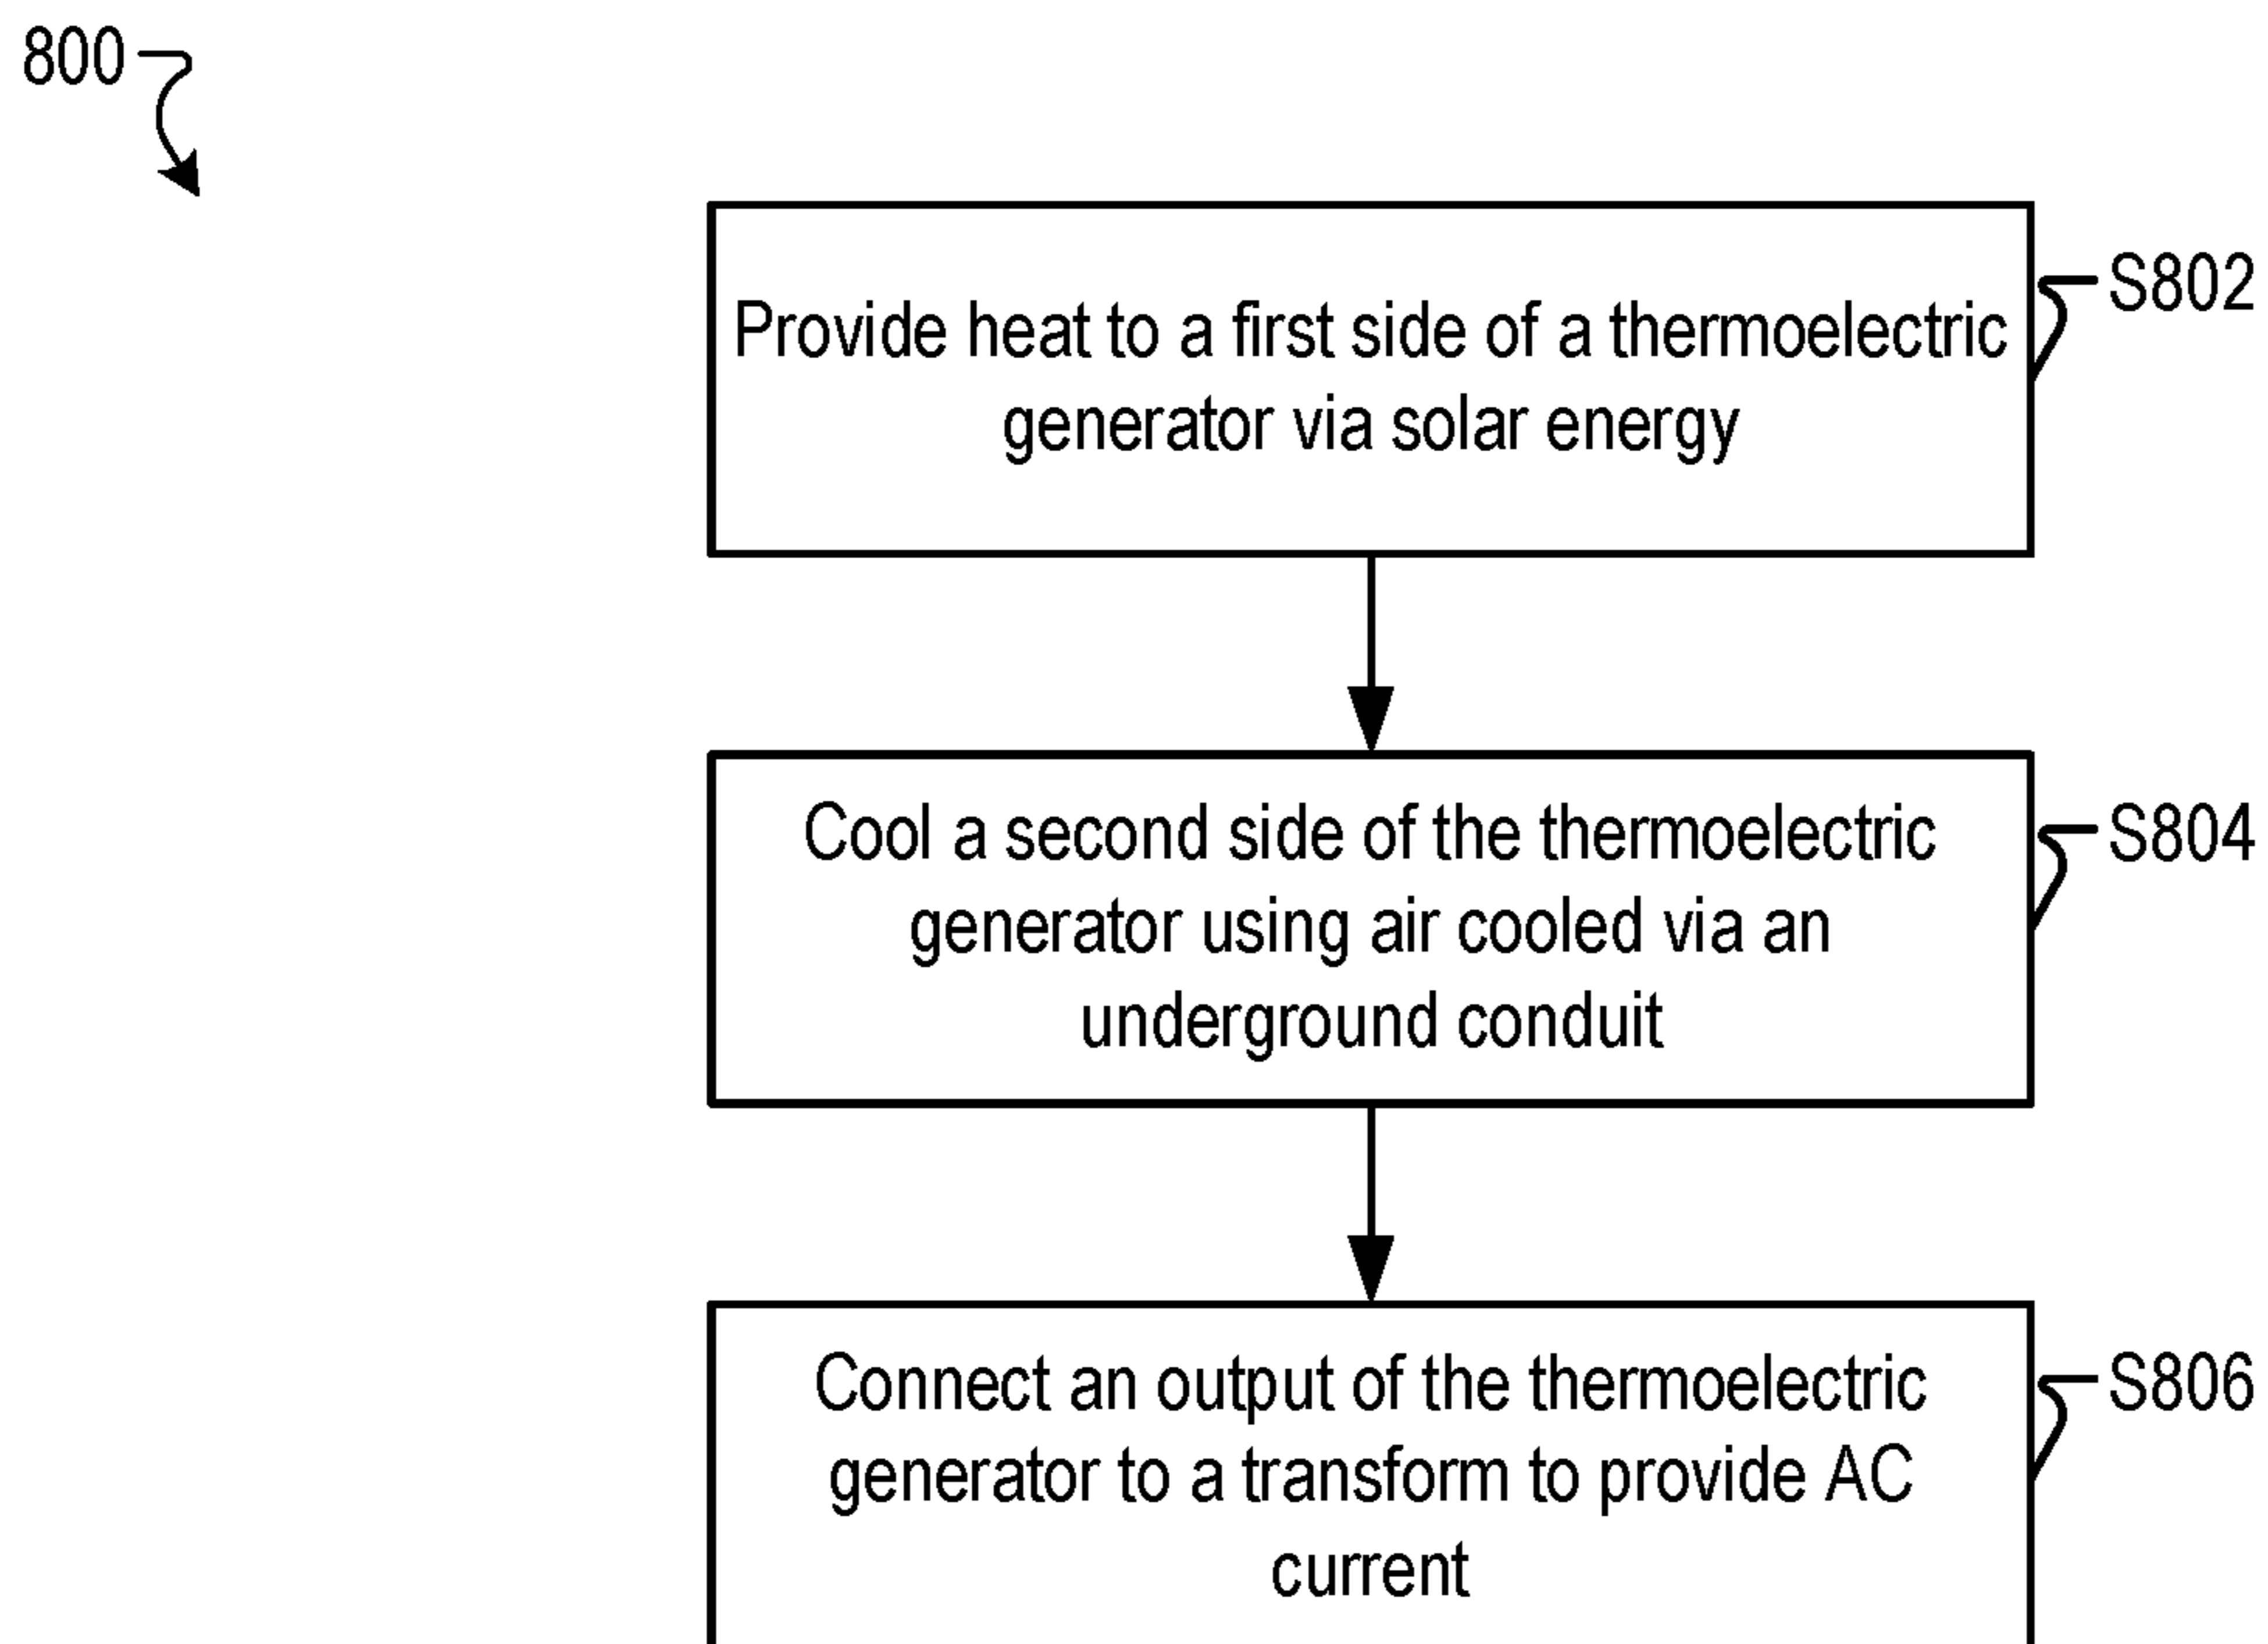 800
Provide heat to a first side of a thermoelectric
generator via solar energy
S802
Cool a second side of the thermoelectric
generator using air cooled via an
underground conduit
S804
Connect an output of the thermoelectric
generator to a transform to provide AC
current
S806